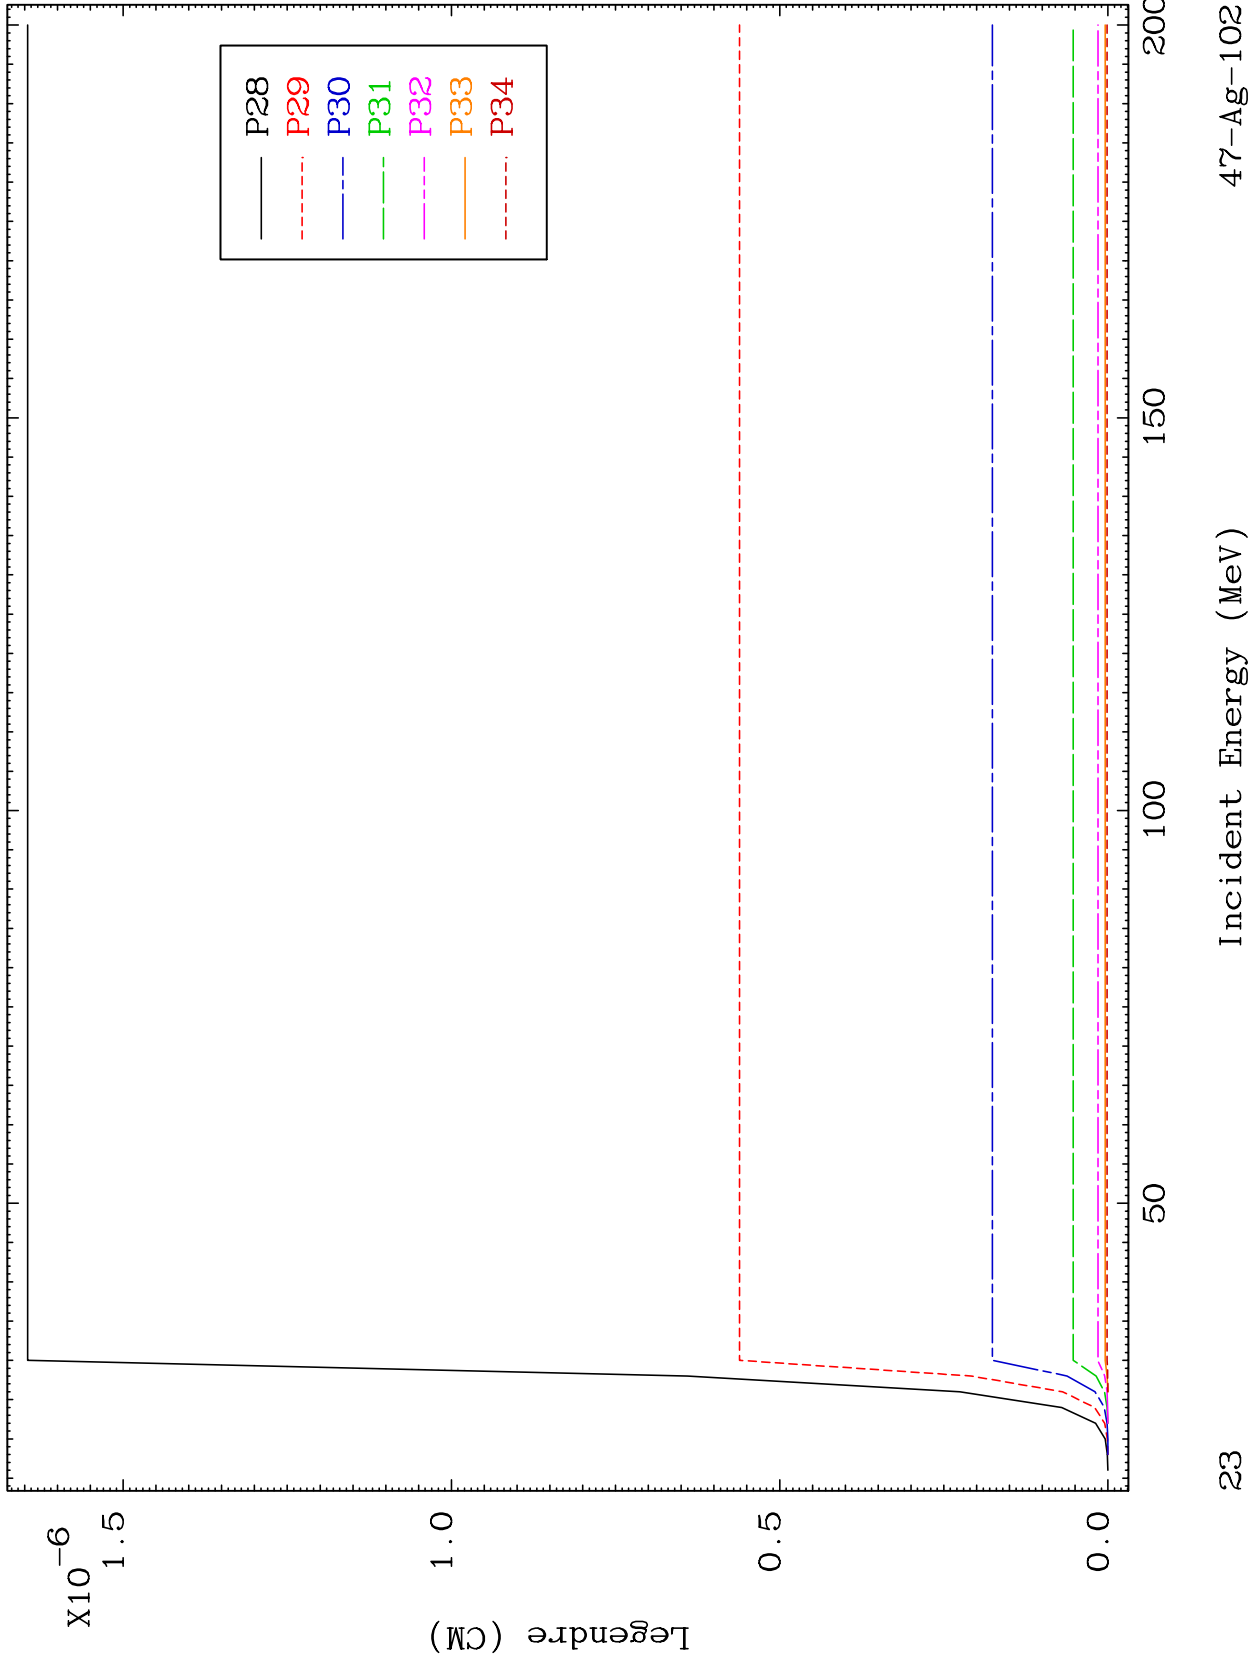 X10⁻⁶
1.5
1.0
0.5
0.0
Legendre (CM)
P28
P29
P30
P31
P32
P33
P34
50
100
150
200
23
Incident Energy (MeV)
47-Ag-102